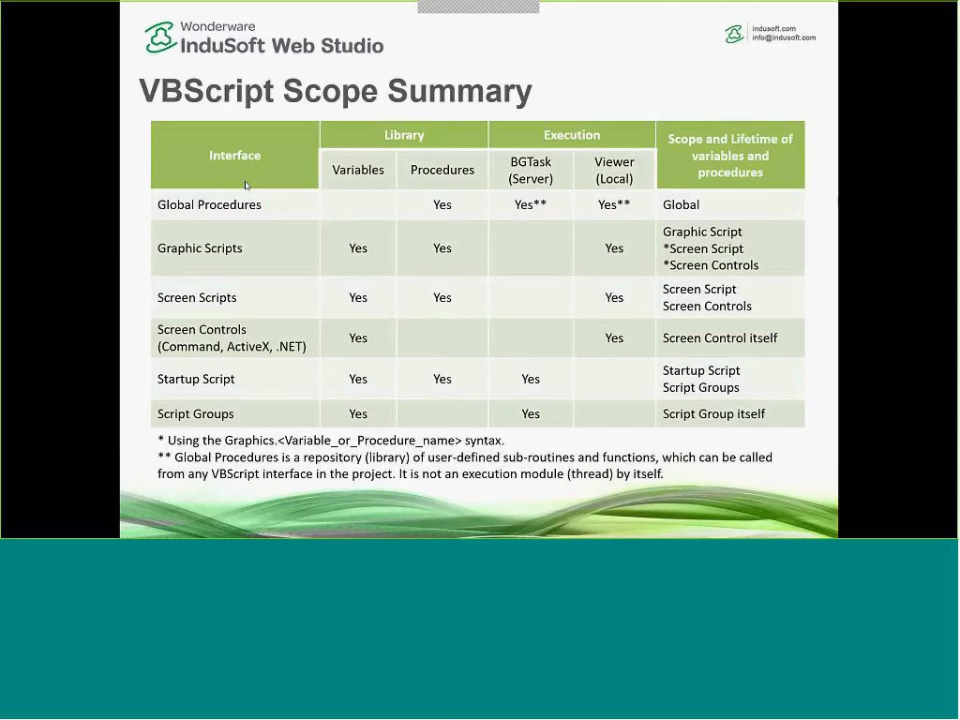 Wonderware
InduSoft Web Studio
indusoft.com
info@indusoft.com
VBScript Scope Summary
Interface
Library
Execution
Scope and Lifetime of
variables and
procedures
Variables
Procedures
BGTask
(Server)
Viewer
(Local)
Global Procedures Yes Yes** Yes** Global
Graphic Scripts Yes Yes Yes
Graphic Script
*Screen Script
*Screen Controls
Screen Scripts Yes Yes Yes
Screen Script
Screen Controls
Screen Controls
(Command, ActiveX, .NET)
Yes Yes Screen Control itself
Startup Script Yes Yes Yes
Startup Script
Script Groups
Script Groups Yes Yes Script Group itself
* Using the Graphics.<Variable_or_Procedure_name> syntax.
** Global Procedures is a repository (library) of user-defined sub-routines and functions, which can be called
from any VBScript interface in the project. It is not an execution module (thread) by itself.